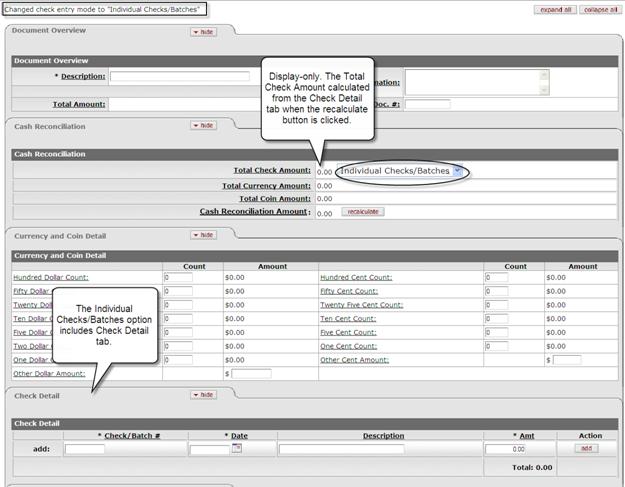 Changed check entry mode to "Individual Checks/Batches"
expand all collapse all
Document Overview hide
Document Overview
* Description:
nation:
Total Amount: Doc. #:
Display-only. The Total
Check Amount calculated
from the Check Detail
tab when the recalculate
button is clicked.
Cash Reconciliation hide
Cash Reconciliation
Total Check Amount: 0.00 Individual Checks/Batches
Total Currency Amount: 0.00
Total Coin Amount: 0.00
Cash Reconciliation Amount: 0.00 recalculate
Currency and Coin Detail hide
Currency and Coin Detail
Count Amount Count Amount
Hundred Dollar Count: 0 $0.00 Hundred Cent Count: 0 $0.00
Fifty Dollar 0 $0.00 Fifty Cent Count: 0 $0.00
Twenty Dollar 0 $0.00 Twenty Five Cent Count: 0 $0.00
Ten Dollar 0 $0.00 Ten Cent Count: 0 $0.00
Five Dollar 0 $0.00 Five Cent Count: 0 $0.00
Two Dollar 0 $0.00 One Cent Count: 0 $0.00
One Dollar 0 $0.00 Other Cent Amount: $
Other Dollar Amount: $
The Individual
Checks/Batches option
includes Check Detail
tab.
Check Detail hide
Check Detail
* Check/Batch # * Date Description * Amt Action
add: 0.00 add
Total: 0.00